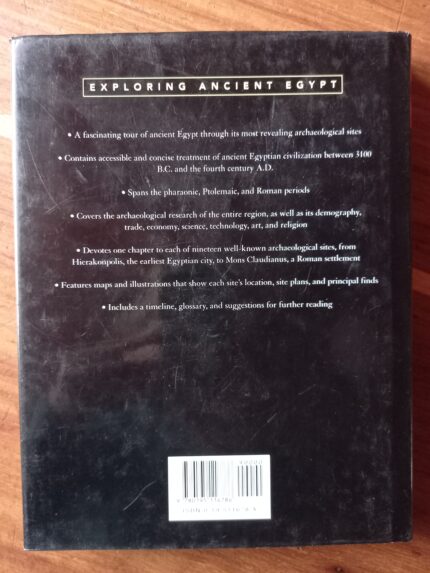 EXPLORING ANCIENT EGYPT
• A fascinating tour of ancient Egypt through its most revealing archaeological sites
• Contains accessible and concise treatment of ancient Egyptian civilization between 3100
B.C. and the fourth century A.D.
• Spans the pharaonic, Ptolemaic, and Roman periods
• Covers the archaeological research of the entire region, as well as its demography,
trade, economy, science, technology, art, and religion
• Devotes one chapter to each of nineteen well-known archaeological sites, from
Hierakonpolis, the earliest Egyptian city, to Mons Claudianus, a Roman settlement
• Features maps and illustrations that show each site's location, site plans, and principal finds
• Includes a timeline, glossary, and suggestions for further reading
ISBN